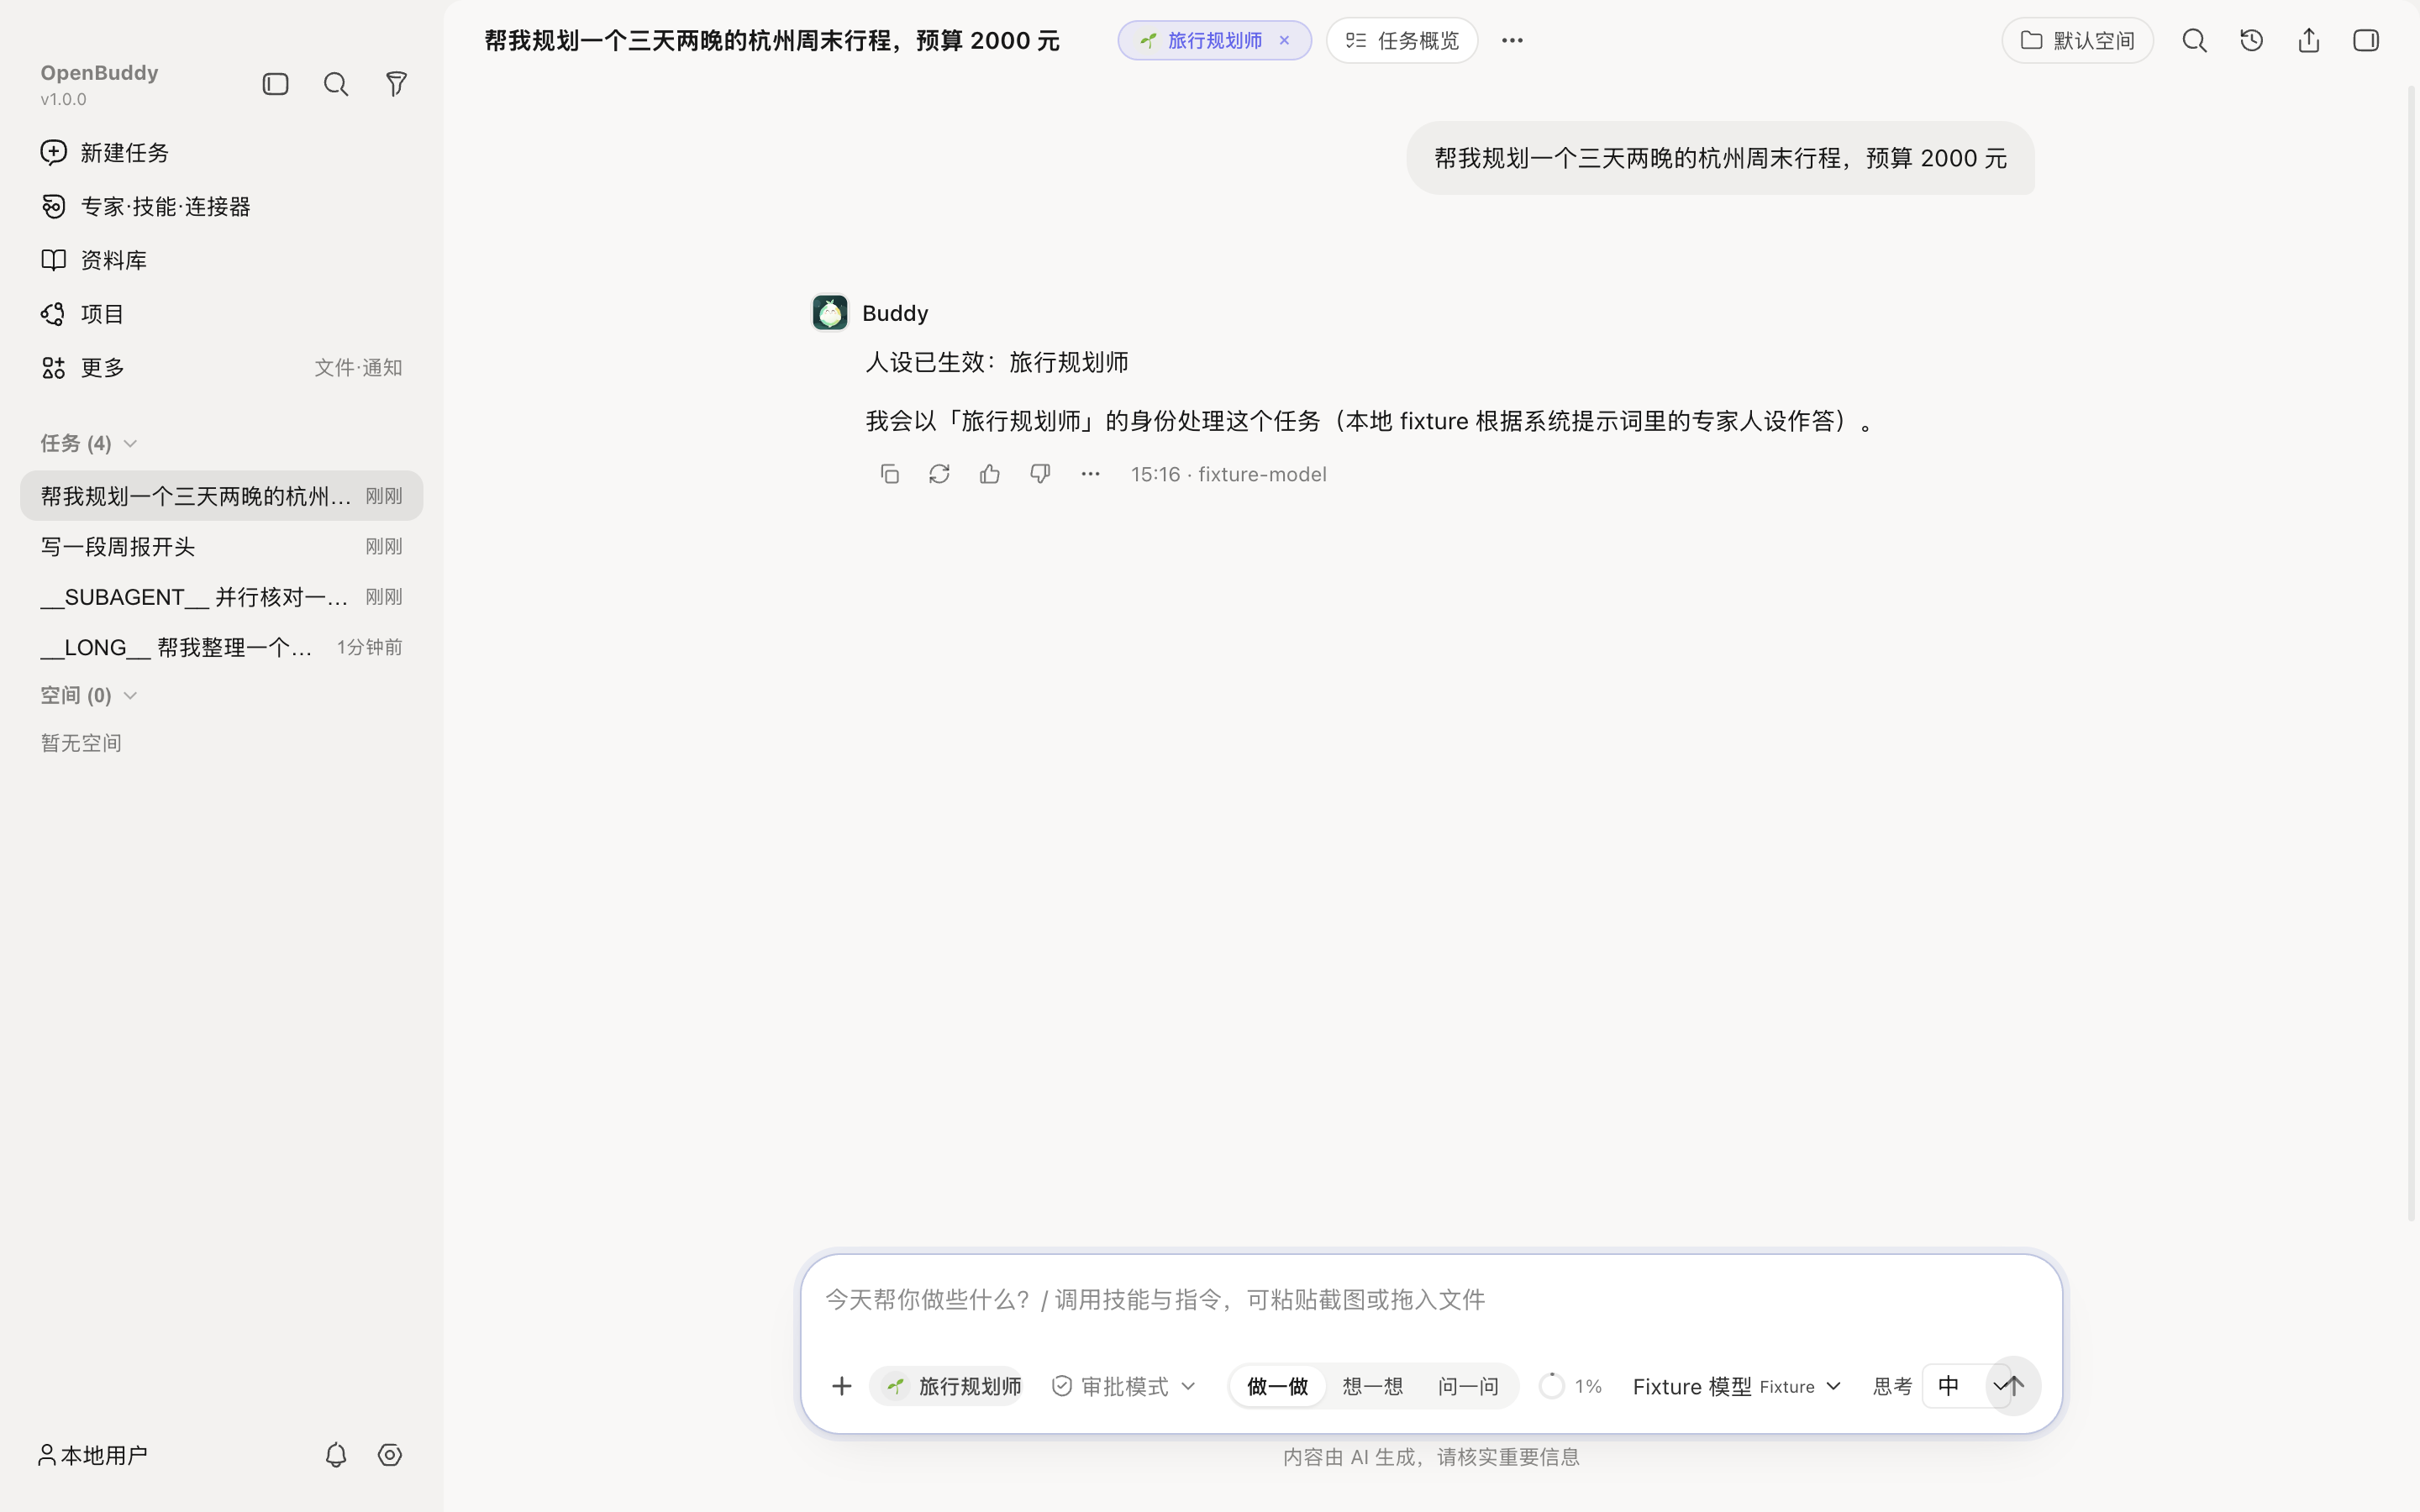 OpenBuddy
v1.0.0
新建任务
专家·技能·连接器
资料库
项目
更多 文件·通知
任务 (4)
帮我规划一个三天两晚的杭州... 刚刚
写一段周报开头 刚刚
__SUBAGENT__ 并行核对一... 刚刚
__LONG__ 帮我整理一个... 1分钟前
空间 (0)
暂无空间
本地用户
帮我规划一个三天两晚的杭州周末行程，预算 2000 元 旅行规划师 × 任务概览 默认空间
帮我规划一个三天两晚的杭州周末行程，预算 2000 元
Buddy
人设已生效：旅行规划师
我会以「旅行规划师」的身份处理这个任务（本地 fixture 根据系统提示词里的专家人设作答）。
15:16 · fixture-model
今天帮你做些什么？/ 调用技能与指令，可粘贴截图或拖入文件
旅行规划师 审批模式 做一做 想一想 问一问 1% Fixture 模型 Fixture 思考 中
内容由 AI 生成，请核实重要信息